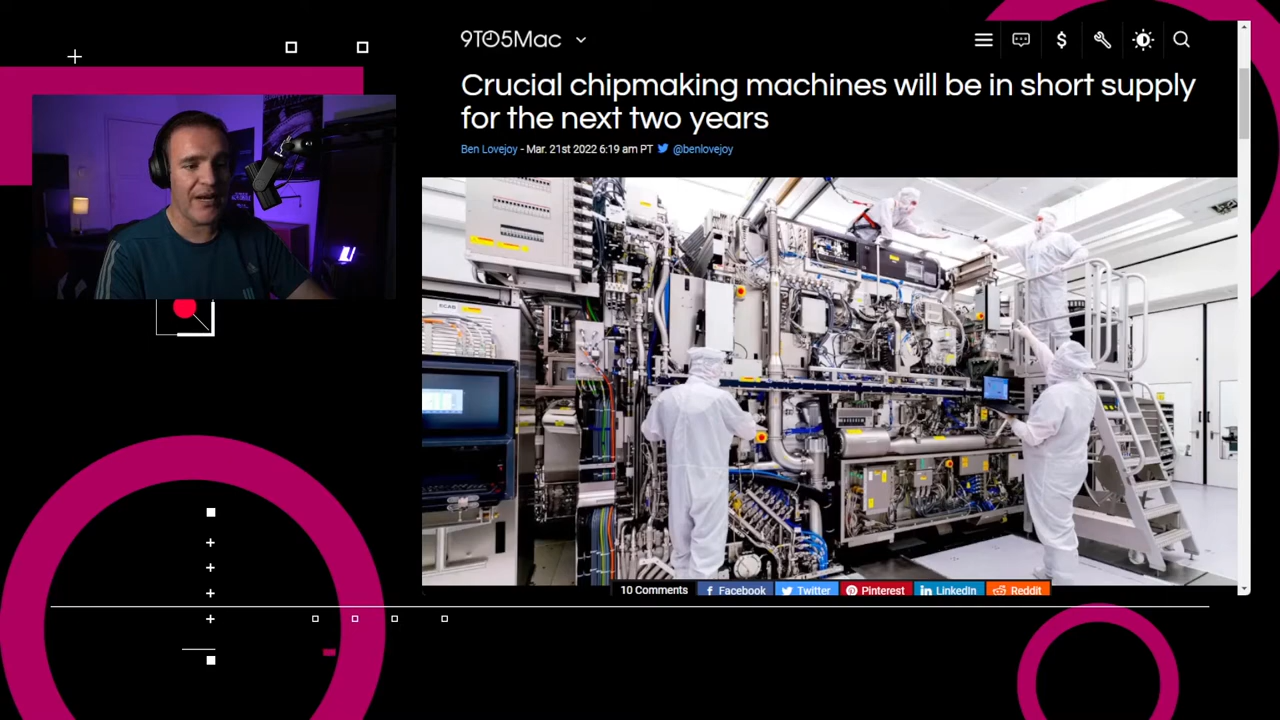 9TO5Mac
Crucial chipmaking machines will be in short supply
for the next two years
Ben Lovejoy - Mar. 21st 2022 6:19 am PT @benlovejoy
10 Comments Facebook Twitter Pinterest LinkedIn Reddit